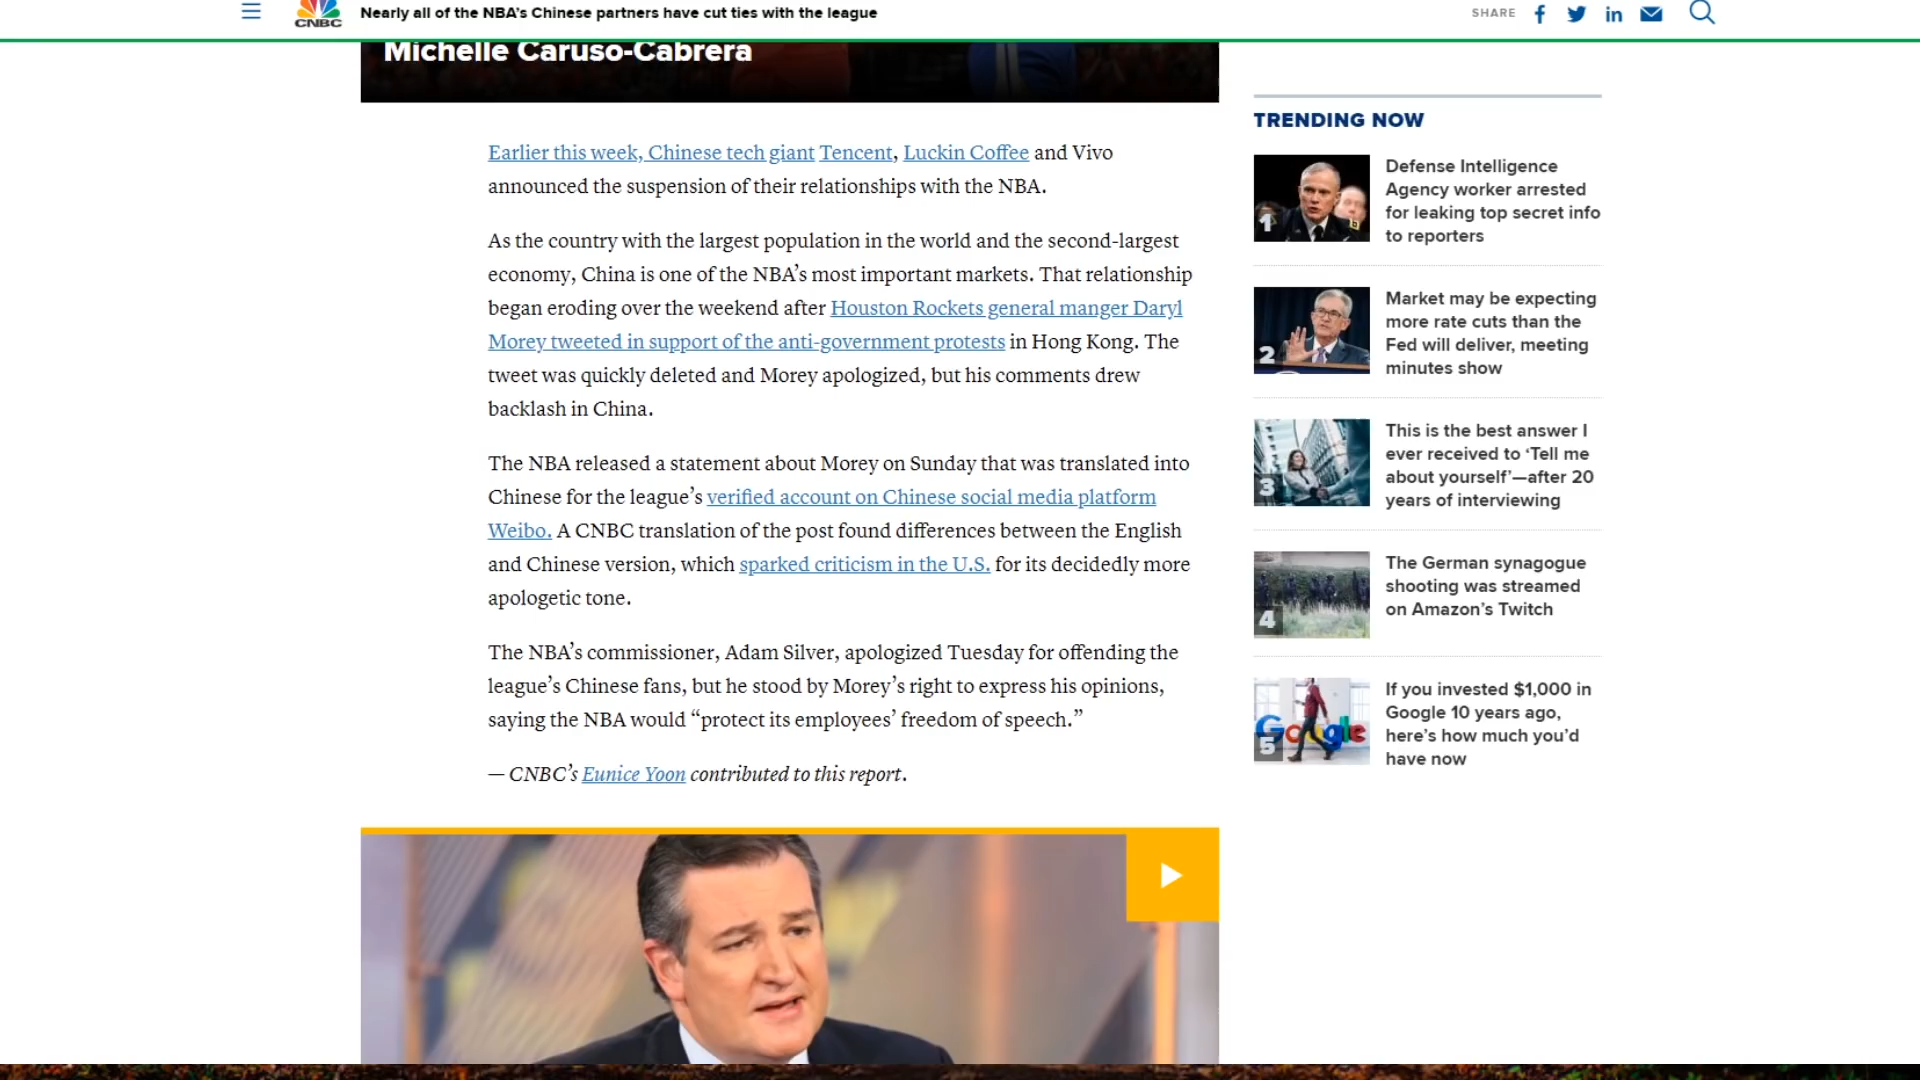 CNBC
Nearly all of the NBA’s Chinese partners have cut ties with the league
SHARE
Michelle Caruso-Cabrera
Earlier this week, Chinese tech giant Tencent, Luckin Coffee and Vivo
announced the suspension of their relationships with the NBA.
As the country with the largest population in the world and the second-largest
economy, China is one of the NBA’s most important markets. That relationship
began eroding over the weekend after Houston Rockets general manger Daryl
Morey tweeted in support of the anti-government protests in Hong Kong. The
tweet was quickly deleted and Morey apologized, but his comments drew
backlash in China.
The NBA released a statement about Morey on Sunday that was translated into
Chinese for the league’s verified account on Chinese social media platform
Weibo. A CNBC translation of the post found differences between the English
and Chinese version, which sparked criticism in the U.S. for its decidedly more
apologetic tone.
The NBA’s commissioner, Adam Silver, apologized Tuesday for offending the
league’s Chinese fans, but he stood by Morey’s right to express his opinions,
saying the NBA would “protect its employees’ freedom of speech.”
— CNBC’s Eunice Yoon contributed to this report.
TRENDING NOW
1
Defense Intelligence
Agency worker arrested
for leaking top secret info
to reporters
2
Market may be expecting
more rate cuts than the
Fed will deliver, meeting
minutes show
3
This is the best answer I
ever received to ‘Tell me
about yourself’—after 20
years of interviewing
4
The German synagogue
shooting was streamed
on Amazon’s Twitch
5
Google
If you invested $1,000 in
Google 10 years ago,
here’s how much you’d
have now